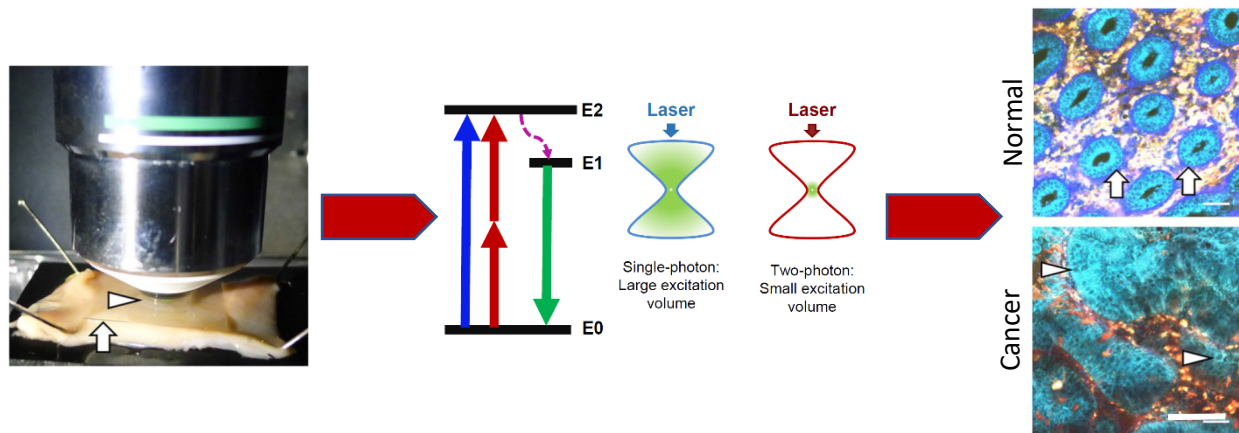 E2
E1
E0
Laser
Single-photon:
Large excitation
volume
Laser
Two-photon:
Small excitation
volume
Normal
Cancer